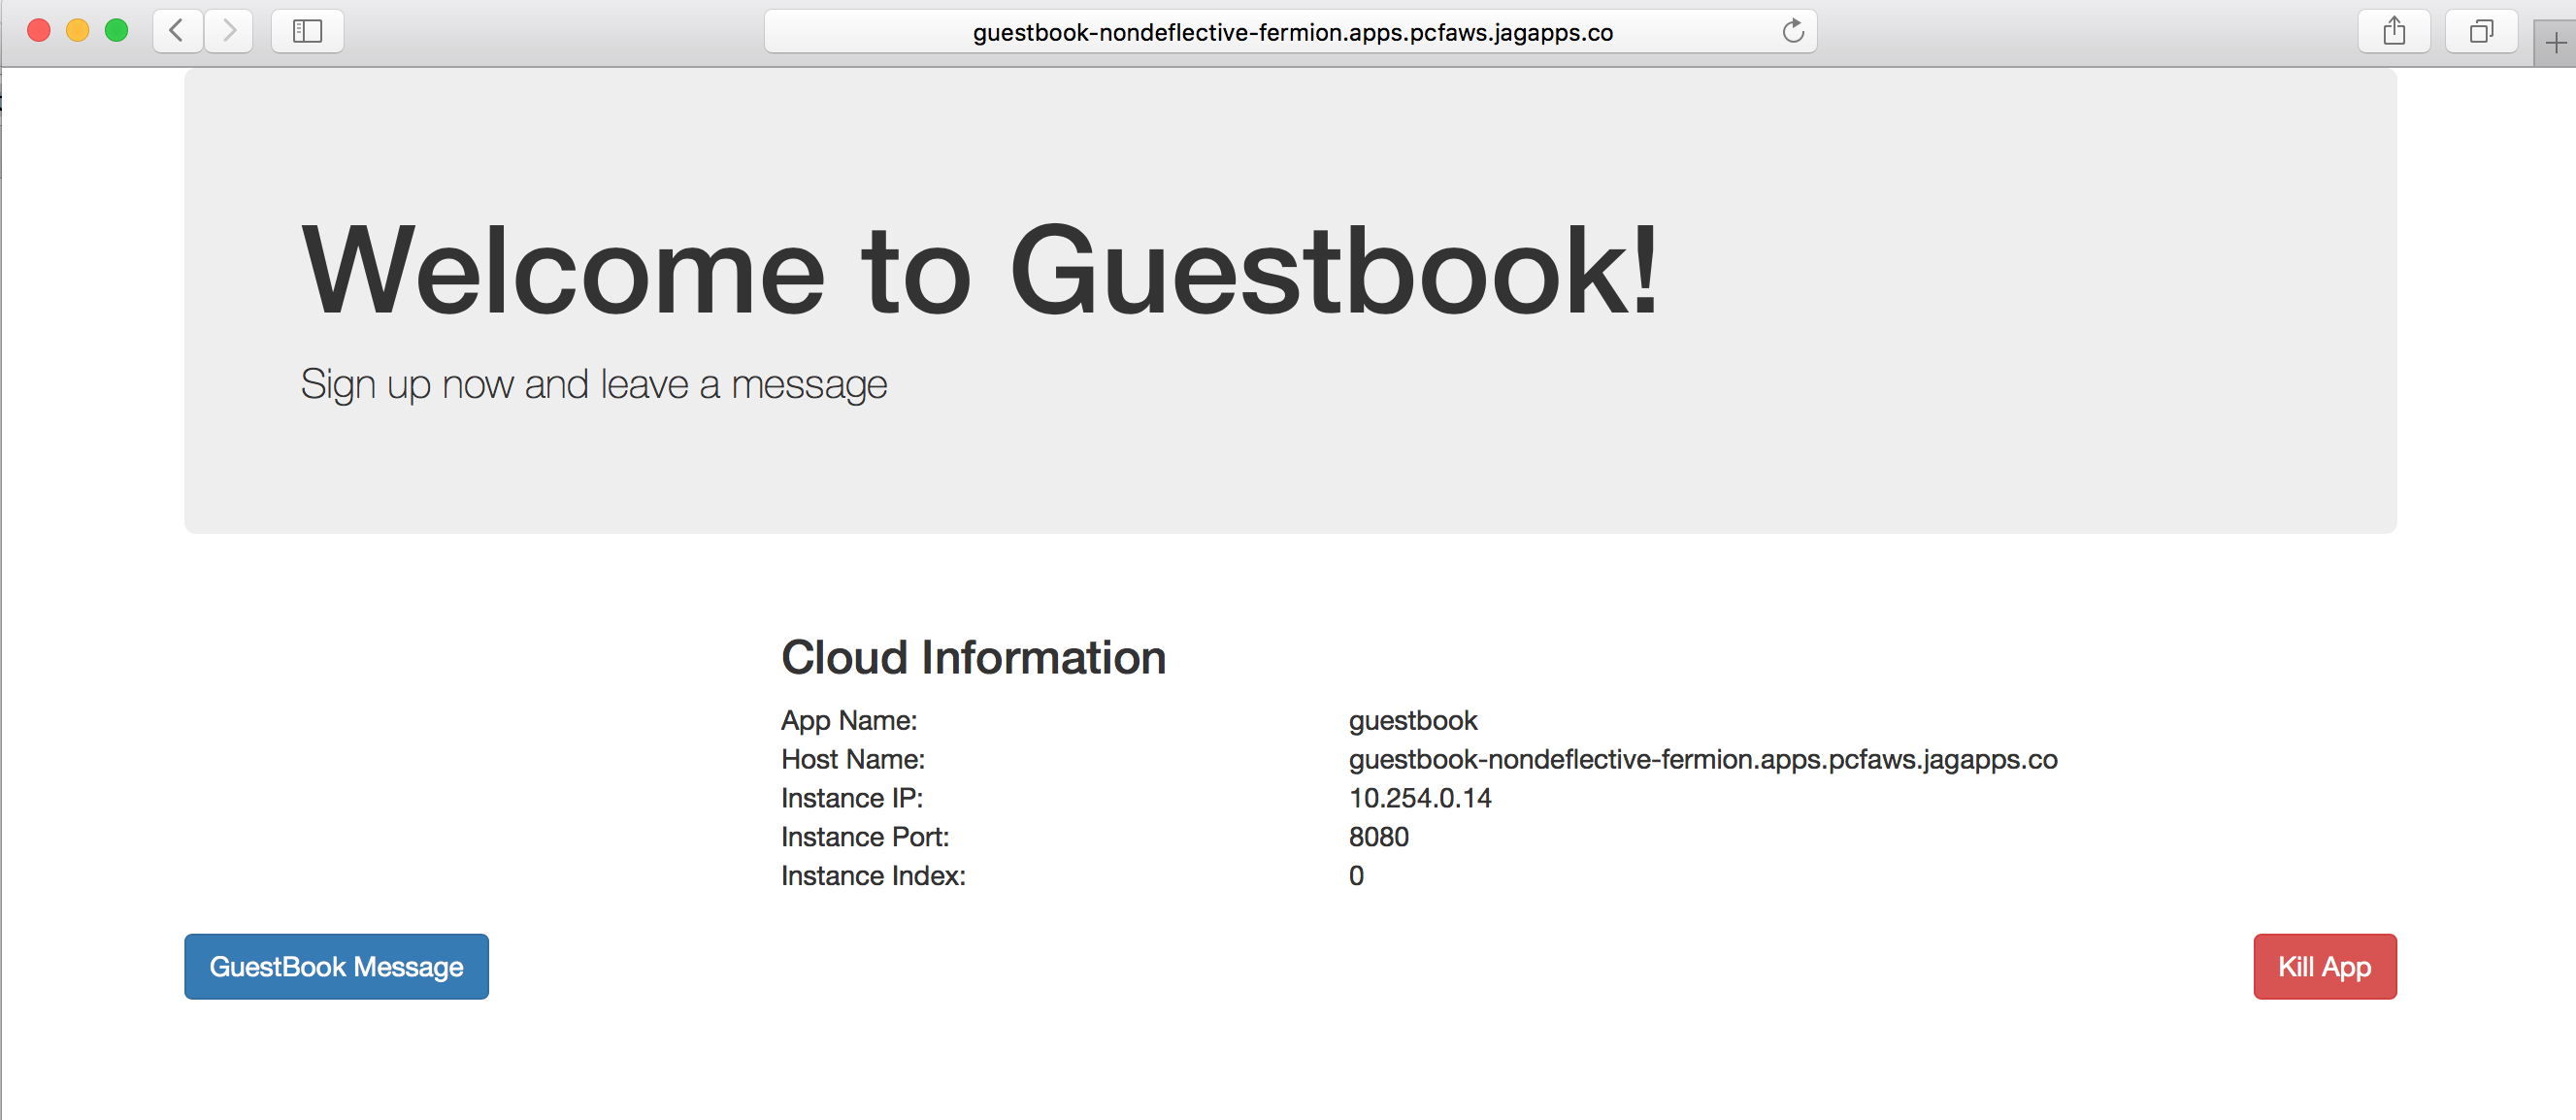 guestbook-nondeflective-fermion.apps.pcfaws.jagapps.co
Welcome to Guestbook!
Sign up now and leave a message
Cloud Information
App Name: guestbook
Host Name: guestbook-nondeflective-fermion.apps.pcfaws.jagapps.co
Instance IP: 10.254.0.14
Instance Port: 8080
Instance Index: 0
GuestBook Message Kill App